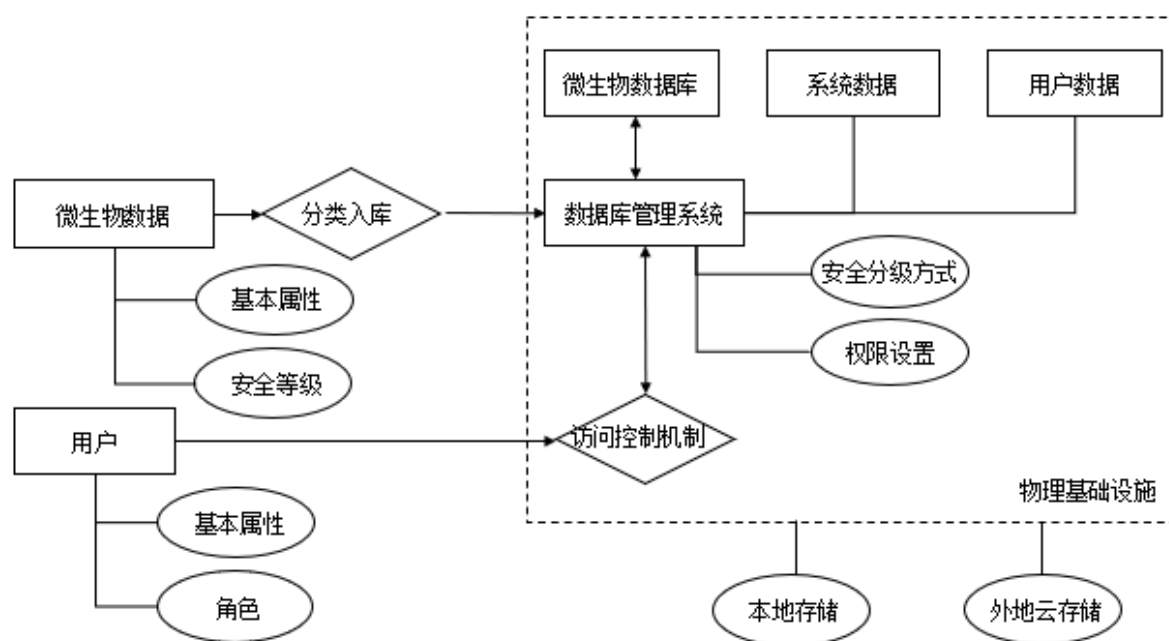 微生物数据库
系统数据
用户数据
微生物数据
分类入库
数据库管理系统
安全分级方式
基本属性
权限设置
安全等级
用户
访问控制机制
物理基础设施
基本属性
角色
本地存储
外地云存储